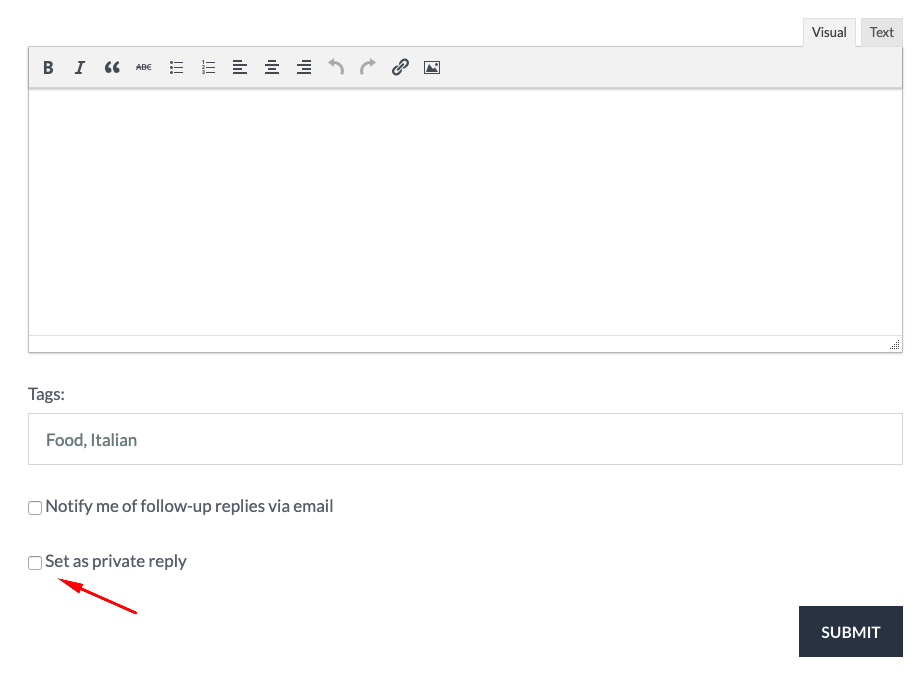 Visual Text
B I ABC
Tags:
Food, Italian
Notify me of follow-up replies via email
Set as private reply
SUBMIT